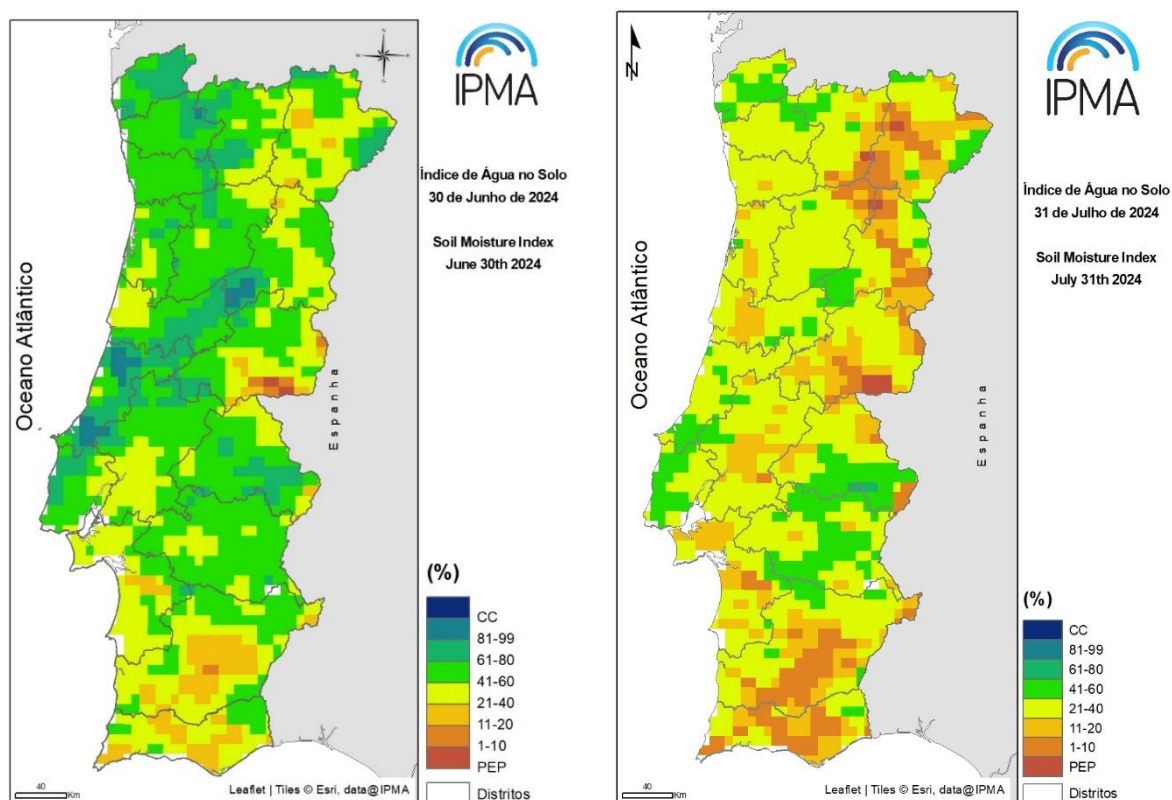 IPMA
Índice de Água no Solo
30 de Junho de 2024
Soil Moisture Index
June 30th 2024
Oceano Atlântico
Espanha
(%)
CC
81-99
61-80
41-60
21-40
11-20
1-10
PEP
Distritos
40
Km
Leaflet | Tiles © Esri, data@IPMA
N
IPMA
Índice de Água no Solo
31 de Julho de 2024
Soil Moisture Index
July 31th 2024
Oceano Atlântico
Espanha
(%)
CC
81-99
61-80
41-60
21-40
11-20
1-10
PEP
Distritos
40
Km
Leaflet | Tiles © Esri, data@IPMA